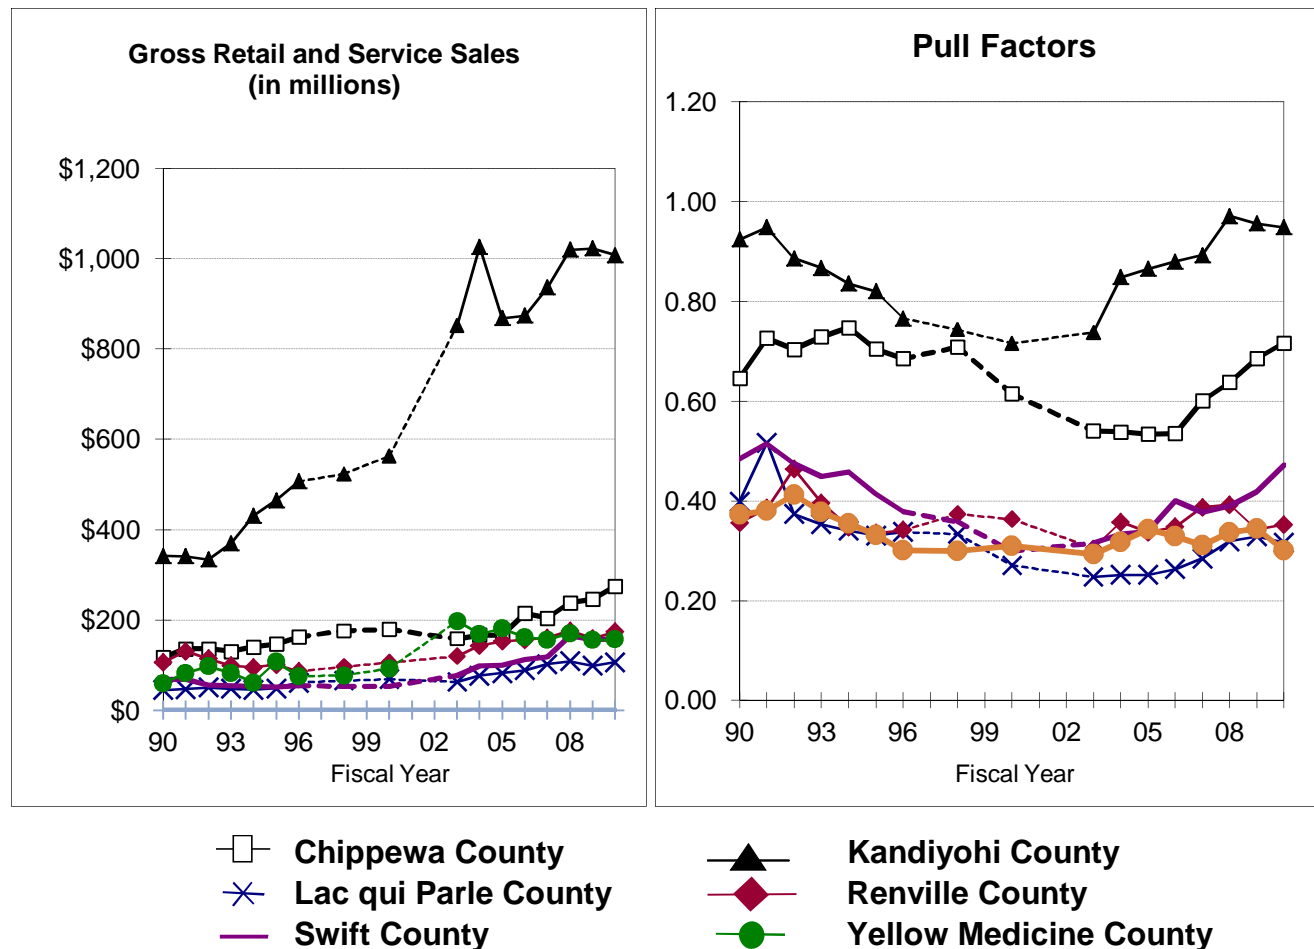 Gross Retail and Service Sales
(in millions)
$1,200
$1,000
$800
$600
$400
$200
$0
90 93 96 99 02 05 08
Fiscal Year
Pull Factors
1.20
1.00
0.80
0.60
0.40
0.20
0.00
90 93 96 99 02 05 08
Fiscal Year
Chippewa County
Kandiyohi County
Lac qui Parle County
Renville County
Swift County
Yellow Medicine County